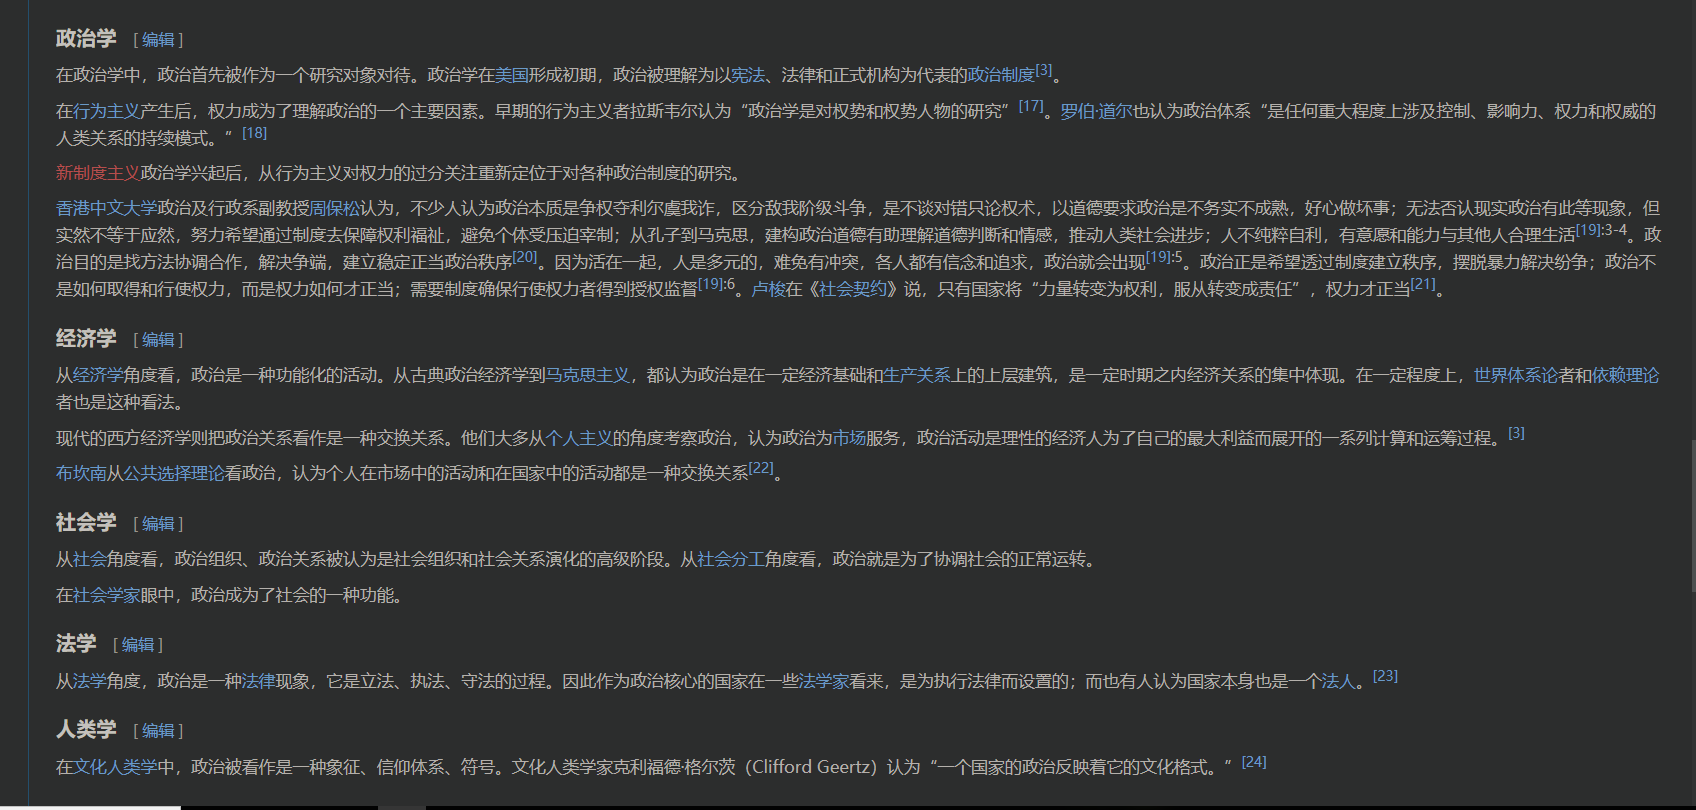 政治学 [ 编辑 ]
在政治学中，政治首先被作为一个研究对象对待。政治学在美国形成初期，政治被理解为以宪法、法律和正式机构为代表的政治制度[3]。
在行为主义产生后，权力成为了理解政治的一个主要因素。早期的行为主义者拉斯韦尔认为“政治学是对权势和权势人物的研究”[17]。罗伯·道尔也认为政治体系“是任何重大程度上涉及控制、影响力、权力和权威的
人类关系的持续模式。”[18]
新制度主义政治学兴起后，从行为主义对权力的过分关注重新定位于对各种政治制度的研究。
香港中文大学政治及行政系副教授周保松认为，不少人认为政治本质是争权夺利尔虞我诈，区分敌我阶级斗争，是不谈对错只论权术，以道德要求政治是不务实不成熟，好心做坏事；无法否认现实政治有此等现象，但
实然不等于应然，努力希望通过制度去保障权利福祉，避免个体受压迫宰制；从孔子到马克思，建构政治道德有助理解道德判断和情感，推动人类社会进步；人不纯粹自利，有意愿和能力与其他人合理生活[19]:3-4。政
治目的是找方法协调合作，解决争端，建立稳定正当政治秩序[20]。因为活在一起，人是多元的，难免有冲突，各人都有信念和追求，政治就会出现[19]:5。政治正是希望透过制度建立秩序，摆脱暴力解决纷争；政治不
是如何取得和行使权力，而是权力如何才正当；需要制度确保行使权力者得到授权监督[19]:6。卢梭在《社会契约》说，只有国家将“力量转变为权利，服从转变成责任”，权力才正当[21]。
经济学 [ 编辑 ]
从经济学角度看，政治是一种功能化的活动。从古典政治经济学到马克思主义，都认为政治是在一定经济基础和生产关系上的上层建筑，是一定时期之内经济关系的集中体现。在一定程度上，世界体系论者和依赖理论
者也是这种看法。
现代的西方经济学则把政治关系看作是一种交换关系。他们大多从个人主义的角度考察政治，认为政治为市场服务，政治活动是理性的经济人为了自己的最大利益而展开的一系列计算和运筹过程。[3]
布坎南从公共选择理论看政治，认为个人在市场中的活动和在国家中的活动都是一种交换关系[22]。
社会学 [ 编辑 ]
从社会角度看，政治组织、政治关系被认为是社会组织和社会关系演化的高级阶段。从社会分工角度看，政治就是为了协调社会的正常运转。
在社会学家眼中，政治成为了社会的一种功能。
法学 [ 编辑 ]
从法学角度，政治是一种法律现象，它是立法、执法、守法的过程。因此作为政治核心的国家在一些法学家看来，是为执行法律而设置的；而也有人认为国家本身也是一个法人。[23]
人类学 [ 编辑 ]
在文化人类学中，政治被看作是一种象征、信仰体系、符号。文化人类学家克利福德·格尔茨（Clifford Geertz）认为“一个国家的政治反映着它的文化格式。”[24]